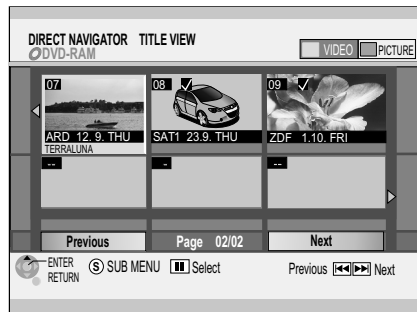 DIRECT NAVIGATOR TITLE VIEW
DVD-RAM
VIDEO PICTURE
07 08 09
ARD 12. 9. THU SAT1 23.9. THU ZDF 1.10. FRI
TERRALUNA
-- - --
Previous Page 02/02 Next
ENTER
RETURN
S SUB MENU Select Previous Next